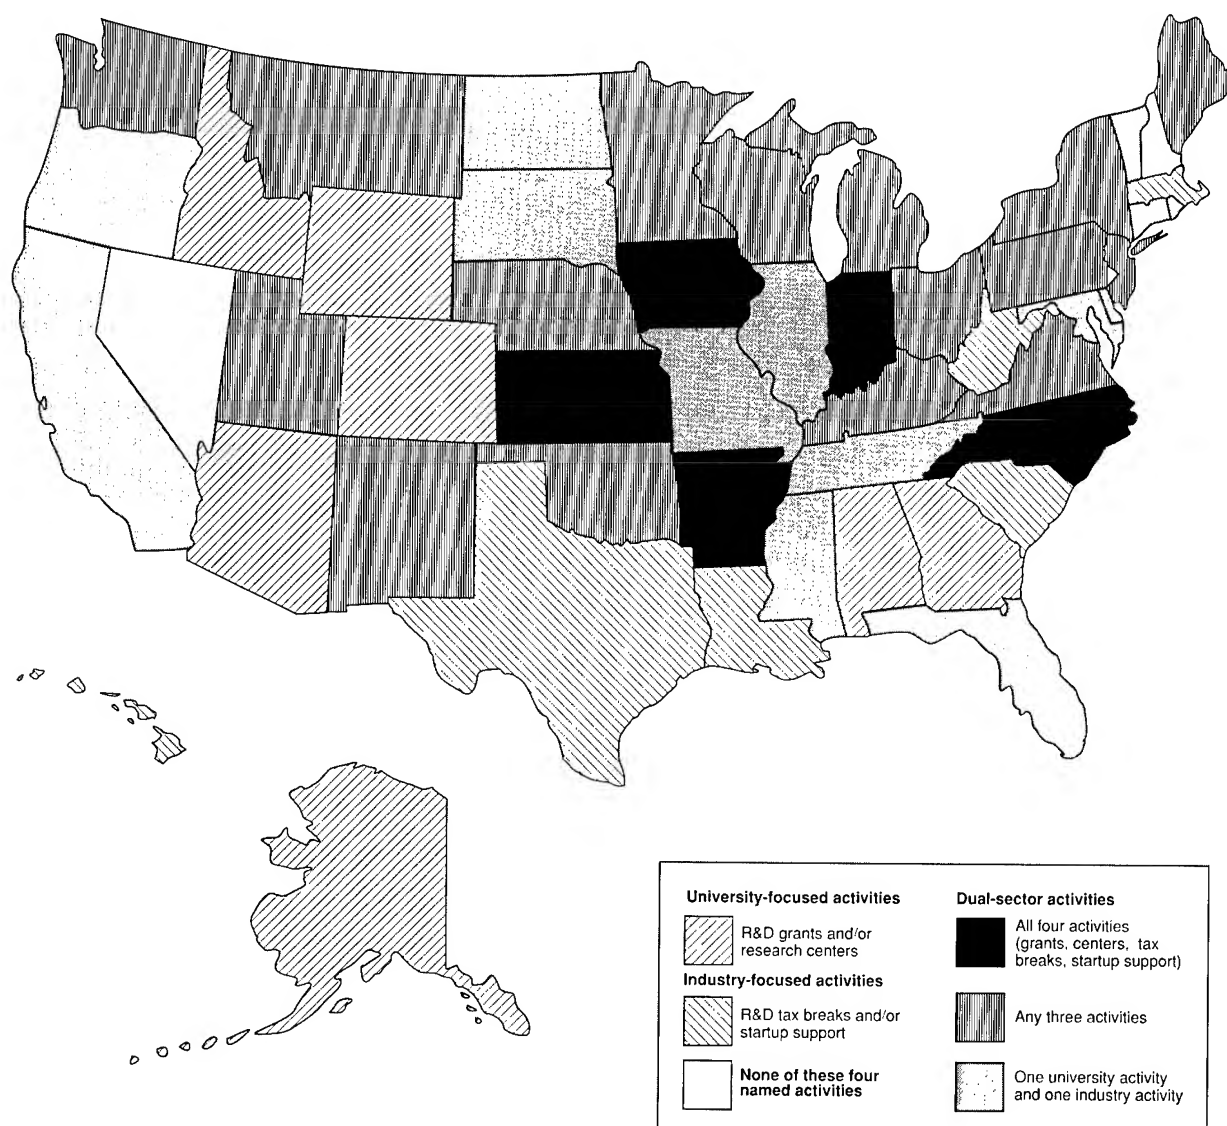 University-focused activities
R&D grants and/or
research centers
Industry-focused activities
R&D tax breaks and/or
startup support
None of these four
named activities
Dual-sector activities
All four activities
(grants, centers, tax
breaks, startup support)
Any three activities
One university activity
and one industry activity